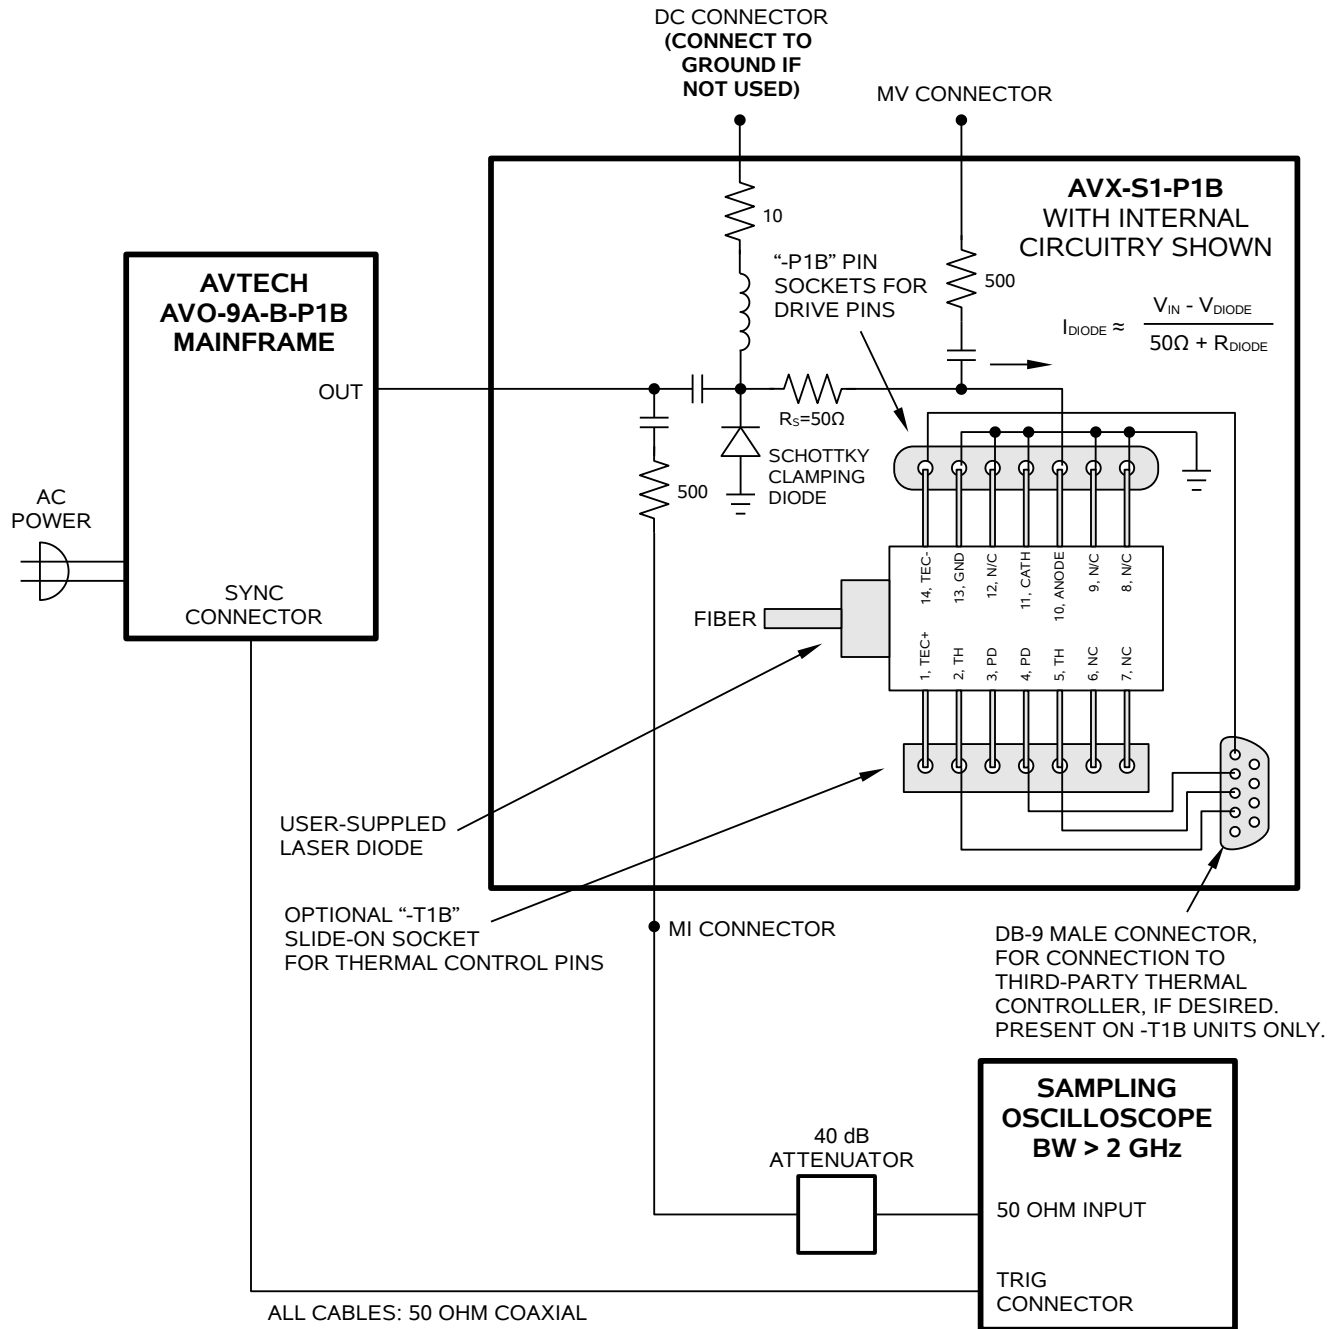 DC CONNECTOR
(CONNECT TO
GROUND IF
NOT USED)
MV CONNECTOR
AVX-S1-P1B
WITH INTERNAL
CIRCUITRY SHOWN
10
"-P1B" PIN
SOCKETS FOR
DRIVE PINS
500
I_DIODE ≈ (V_IN - V_DIODE) / (50Ω + R_DIODE)
AVTECH
AVO-9A-B-P1B
MAINFRAME
OUT
R_S=50Ω
SCHOTTKY
CLAMPING
DIODE
500
AC
POWER
SYNC
CONNECTOR
FIBER
14, TEC-
13, GND
12, N/C
11, CATH
10, ANODE
9, N/C
8, N/C
1, TEC+
2, TH
3, PD
4, PD
5, TH
6, NC
7, NC
USER-SUPPLED
LASER DIODE
OPTIONAL "-T1B"
SLIDE-ON SOCKET
FOR THERMAL CONTROL PINS
MI CONNECTOR
DB-9 MALE CONNECTOR,
FOR CONNECTION TO
THIRD-PARTY THERMAL
CONTROLLER, IF DESIRED.
PRESENT ON -T1B UNITS ONLY.
SAMPLING
OSCILLOSCOPE
BW > 2 GHz
40 dB
ATTENUATOR
50 OHM INPUT
TRIG
CONNECTOR
ALL CABLES: 50 OHM COAXIAL